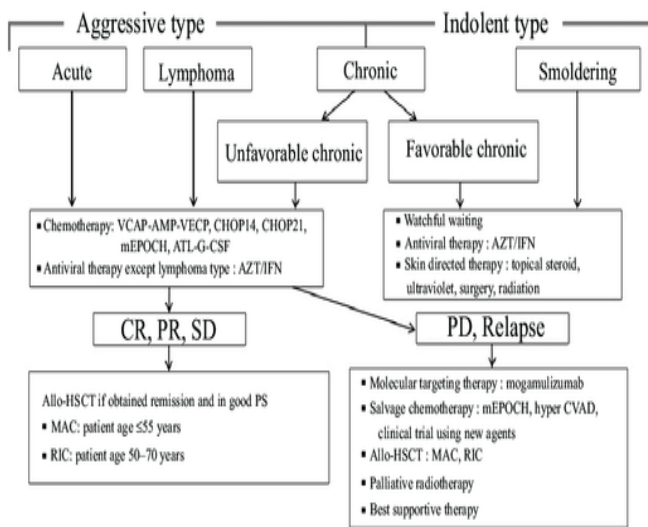 Aggressive type
Indolent type
Acute
Lymphoma
Chronic
Smoldering
Unfavorable chronic
Favorable chronic
▪ Chemotherapy: VCAP-AMP-VECP, CHOP14, CHOP21,
mEPOCH, ATL-G-CSF
▪ Antiviral therapy except lymphoma type : AZT/IFN
▪ Watchful waiting
▪ Antiviral therapy : AZT/IFN
▪ Skin directed therapy : topical steroid,
ultraviolet, surgery, radiation
CR, PR, SD
PD, Relapse
Allo-HSCT if obtained remission and in good PS
▪ MAC: patient age ≤55 years
▪ RIC: patient age 50–70 years
▪ Molecular targeting therapy : mogamulizumab
▪ Salvage chemotherapy : mEPOCH, hyper CVAD,
clinical trial using new agents
▪ Allo-HSCT : MAC, RIC
▪ Palliative radiotherapy
▪ Best supportive therapy